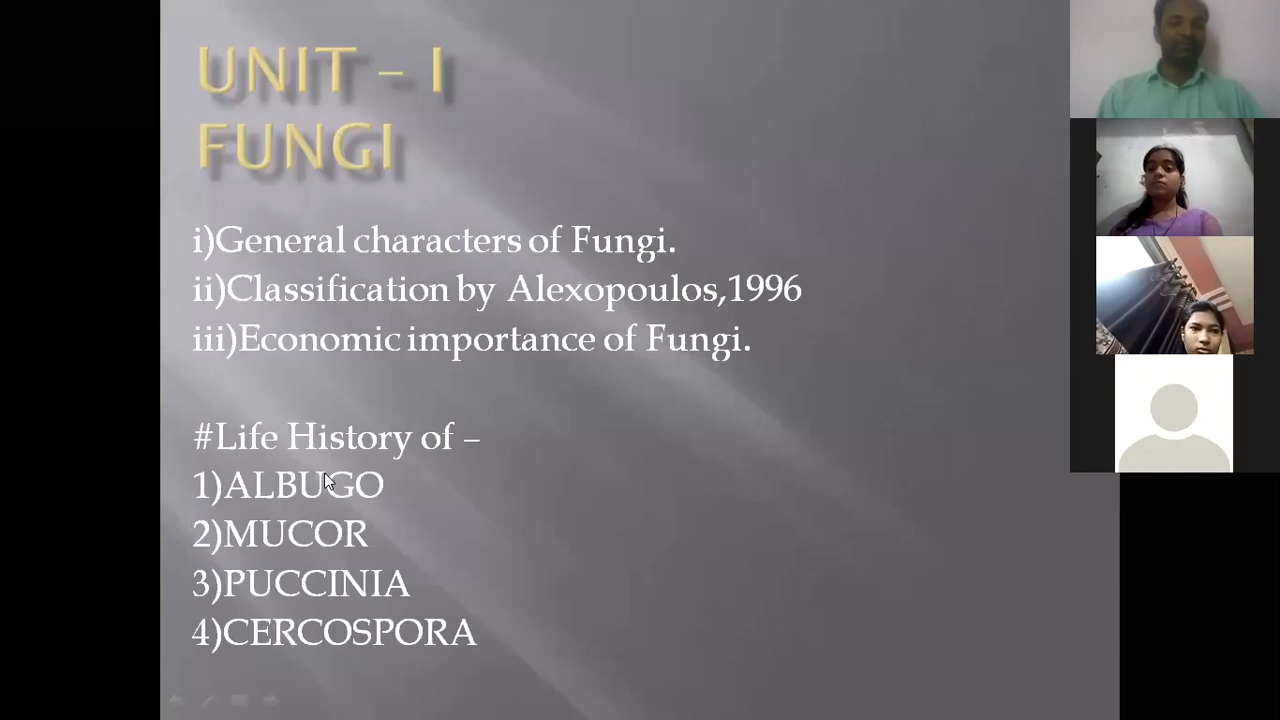 UNIT – I
FUNGI
i)General characters of Fungi.
ii)Classification by Alexopoulos,1996
iii)Economic importance of Fungi.
#Life History of –
1)ALBUGO
2)MUCOR
3)PUCCINIA
4)CERCOSPORA